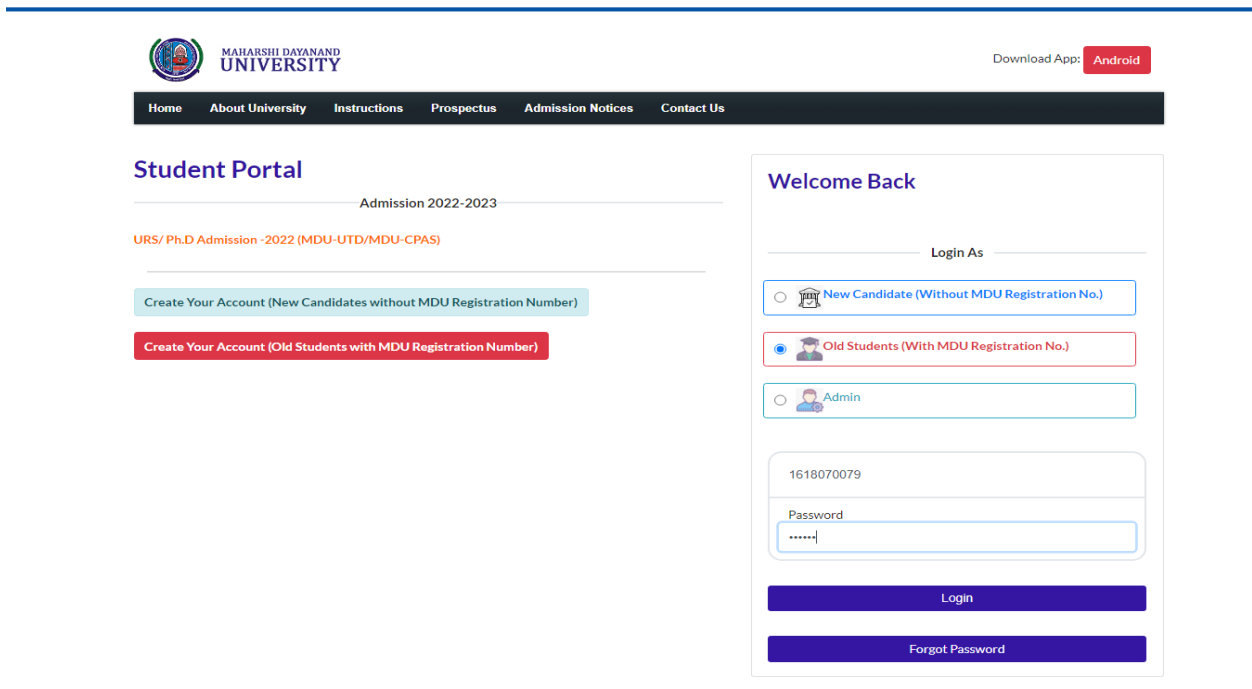 MAHARSHI DAYANAND
UNIVERSITY
Download App: Android
Home About University Instructions Prospectus Admission Notices Contact Us
Student Portal
Admission 2022-2023
URS/ Ph.D Admission -2022 (MDU-UTD/MDU-CPAS)
Create Your Account (New Candidates without MDU Registration Number)
Create Your Account (Old Students with MDU Registration Number)
Welcome Back
Login As
New Candidate (Without MDU Registration No.)
Old Students (With MDU Registration No.)
Admin
1618070079
Password
••••••
Login
Forgot Password